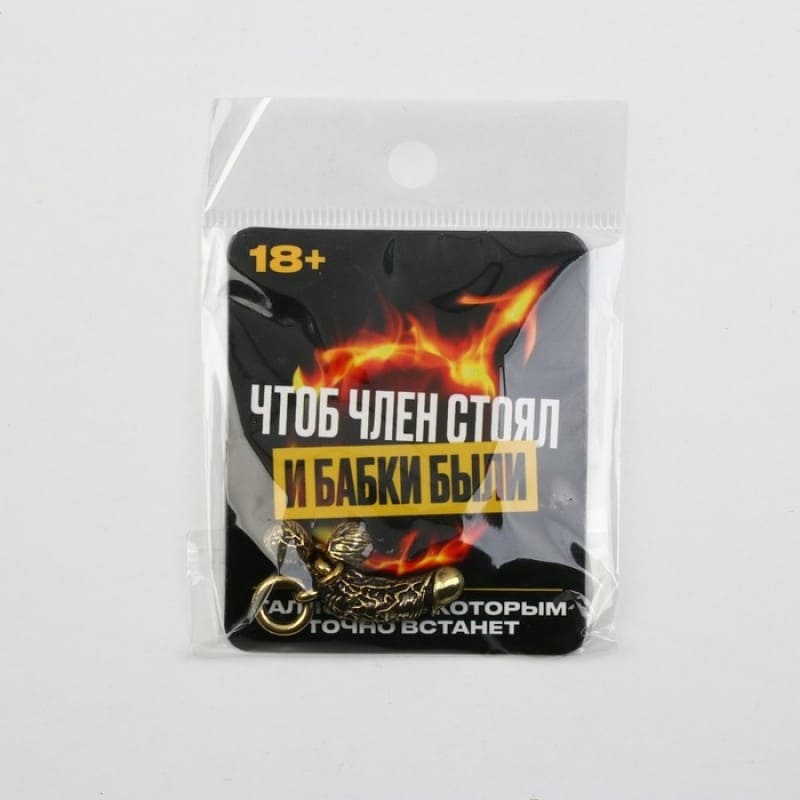 18+
ЧТОБ ЧЛЕН СТОЯЛ
И БАБКИ БЫЛИ
КОТОРЫМ
ТОЧНО ВСТАНЕТ